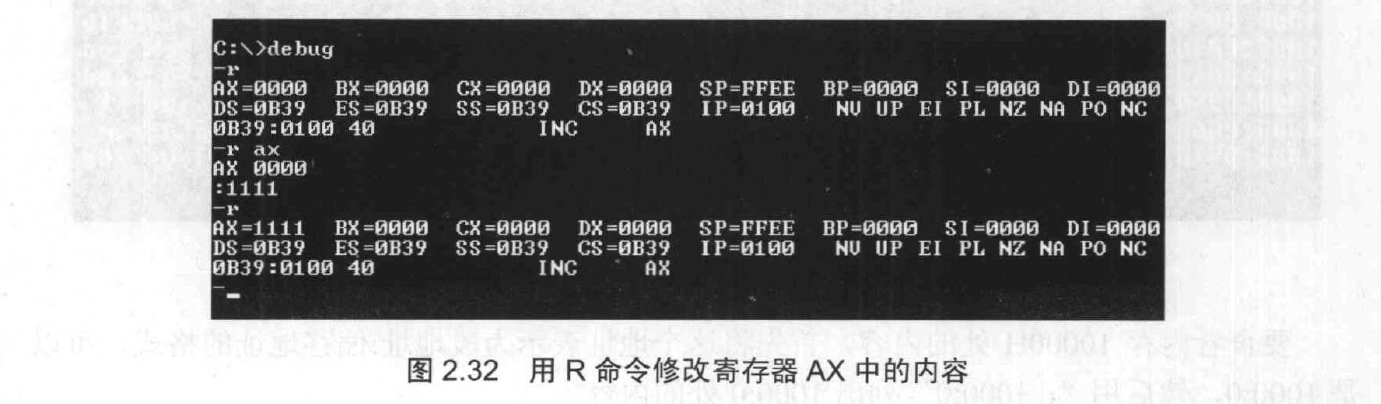 C:\>debug
-r
AX=0000 BX=0000 CX=0000 DX=0000 SP=FFEE BP=0000 SI=0000 DI=0000
DS=0B39 ES=0B39 SS=0B39 CS=0B39 IP=0100 NV UP EI PL NZ NA PO NC
0B39:0100 40 INC AX
-r ax
AX 0000
:1111
-r
AX=1111 BX=0000 CX=0000 DX=0000 SP=FFEE BP=0000 SI=0000 DI=0000
DS=0B39 ES=0B39 SS=0B39 CS=0B39 IP=0100 NV UP EI PL NZ NA PO NC
0B39:0100 40 INC AX
-
图 2.32 用 R 命令修改寄存器 AX 中的内容